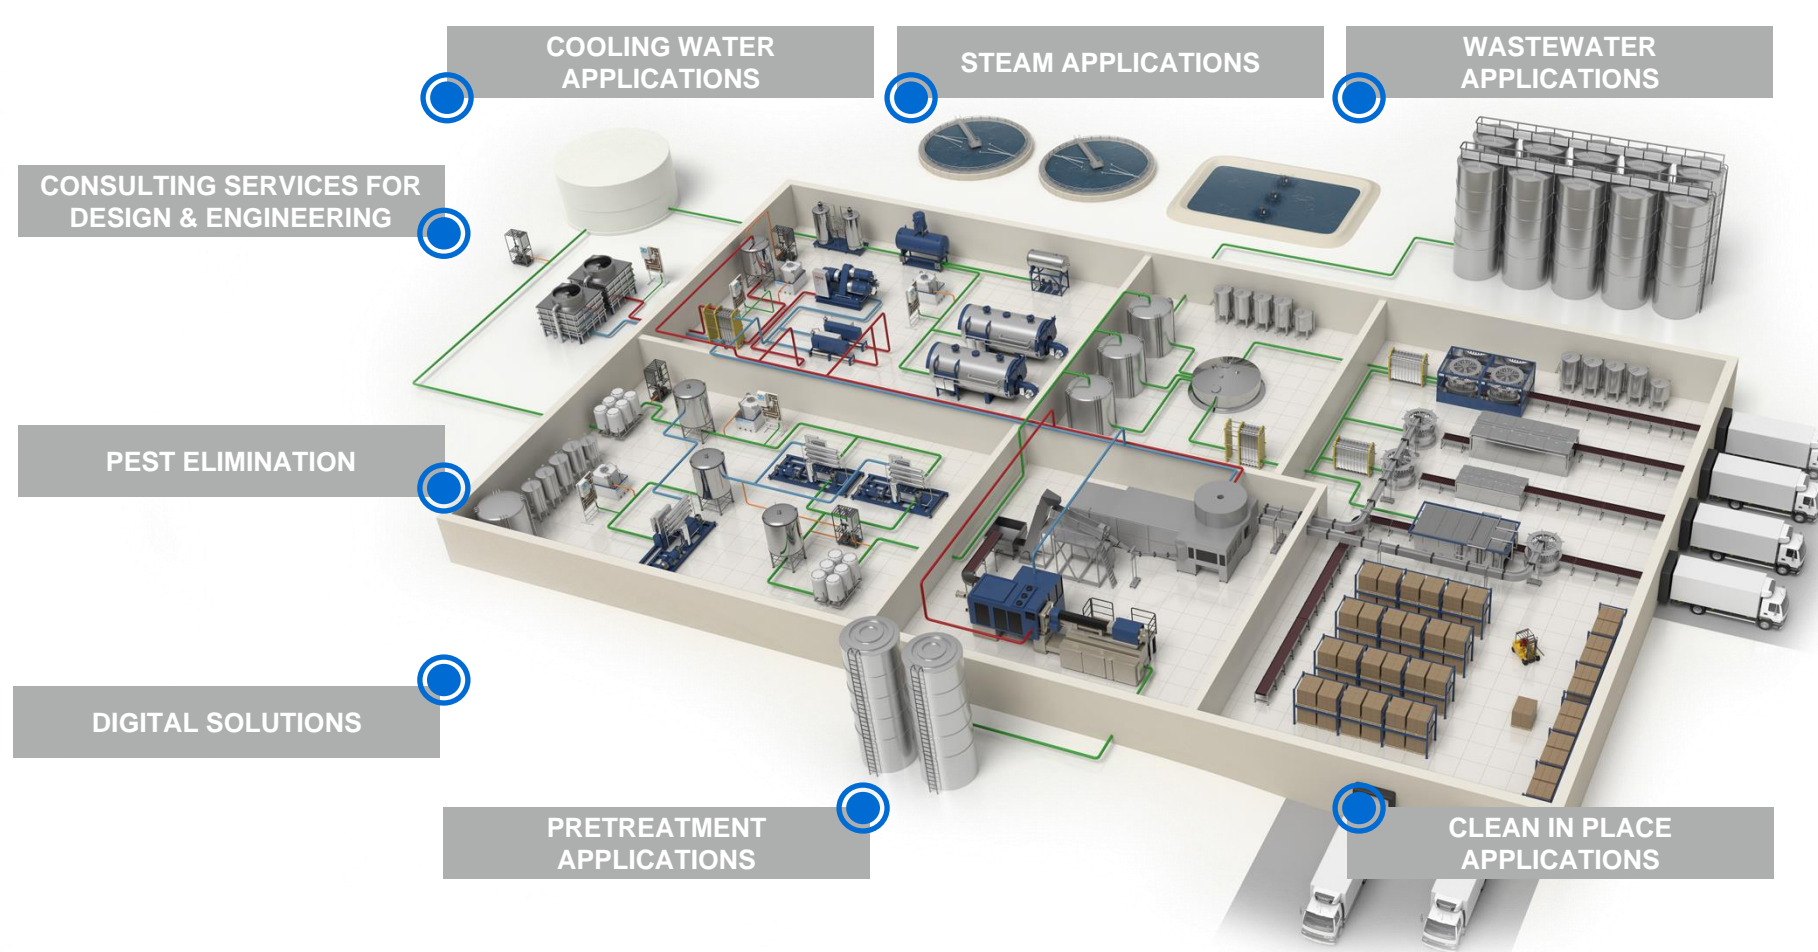 COOLING WATER
APPLICATIONS
STEAM APPLICATIONS
WASTEWATER
APPLICATIONS
CONSULTING SERVICES FOR
DESIGN & ENGINEERING
PEST ELIMINATION
DIGITAL SOLUTIONS
PRETREATMENT
APPLICATIONS
CLEAN IN PLACE
APPLICATIONS